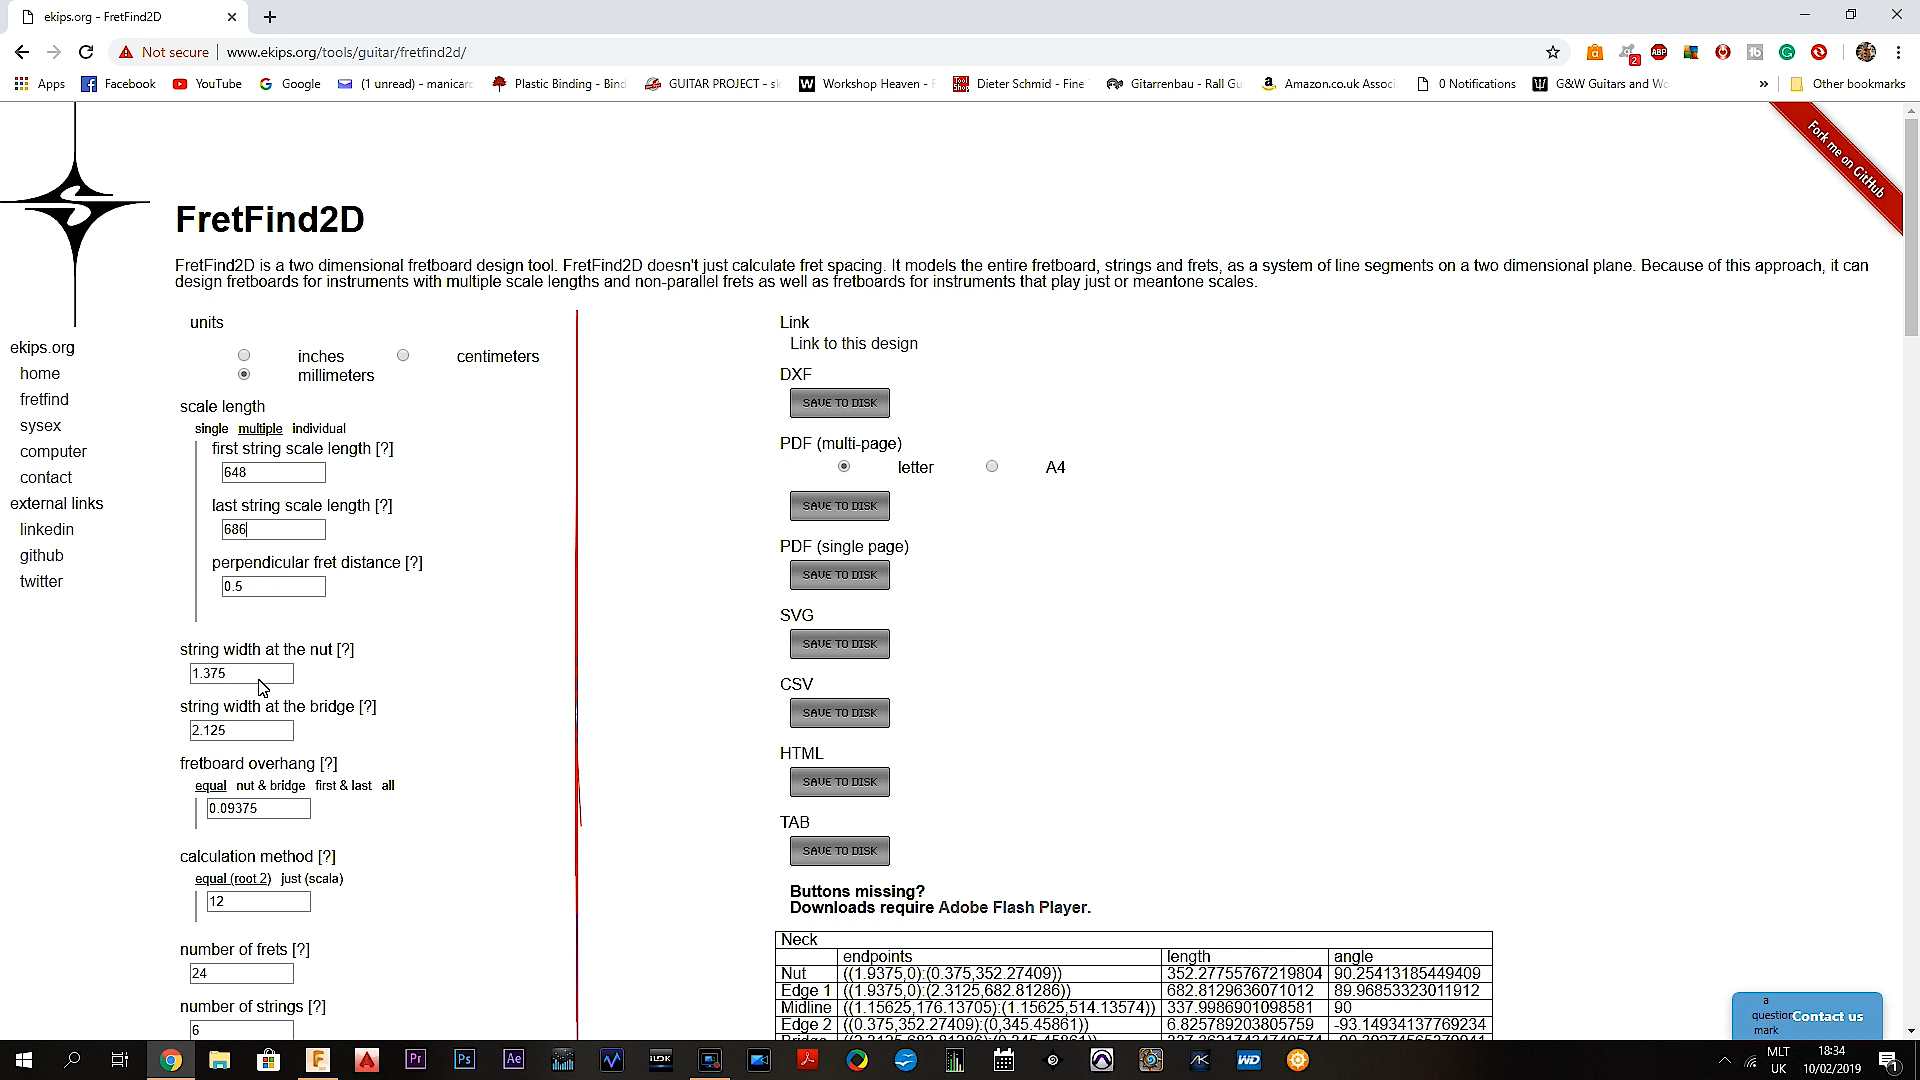 ekips.org - FretFind2D
Not secure
www.ekips.org/tools/guitar/fretfind2d/
2
Apps
Facebook
YouTube
Google
(1 unread) - manicarc
Plastic Binding - Bind
GUITAR PROJECT - sk
Workshop Heaven - F
Dieter Schmid - Fine
Gitarrenbau - Rall Gu
Amazon.co.uk Associ
0 Notifications
G&W Guitars and Wo
»
Other bookmarks
Fork me on GitHub
FretFind2D
FretFind2D is a two dimensional fretboard design tool. FretFind2D doesn't just calculate fret spacing. It models the entire fretboard, strings and frets, as a system of line segments on a two dimensional plane. Because of this approach, it can
design fretboards for instruments with multiple scale lengths and non-parallel frets as well as fretboards for instruments that play just or meantone scales.
ekips.org
home
fretfind
sysex
computer
contact
external links
linkedin
github
twitter
units
inches
centimeters
millimeters
scale length
single multiple individual
first string scale length [?]
648
last string scale length [?]
686
perpendicular fret distance [?]
0.5
string width at the nut [?]
1.375
string width at the bridge [?]
2.125
fretboard overhang [?]
equal nut & bridge first & last all
0.09375
calculation method [?]
equal (root 2) just (scala)
12
number of frets [?]
24
number of strings [?]
6
Link
Link to this design
DXF
SAVE TO DISK
PDF (multi-page)
letter
A4
SAVE TO DISK
PDF (single page)
SAVE TO DISK
SVG
SAVE TO DISK
CSV
SAVE TO DISK
HTML
SAVE TO DISK
TAB
SAVE TO DISK
Buttons missing?
Downloads require Adobe Flash Player.
Neck
endpoints length angle
Nut ((1.9375,0):(0.375,352.27409)) 352.27755767219804 90.25413185449409
Edge 1 ((1.9375,0):(2.3125,682.81286)) 682.8129636071012 89.96853323011912
Midline ((1.15625,176.13705):(1.15625,514.13574)) 337.9986901098581 90
Edge 2 ((0.375,352.27409):(0,345.45861)) 6.825789203805759 -93.14934137769234
a
question
mark
Contact us
MLT
UK
18:34
10/02/2019
1